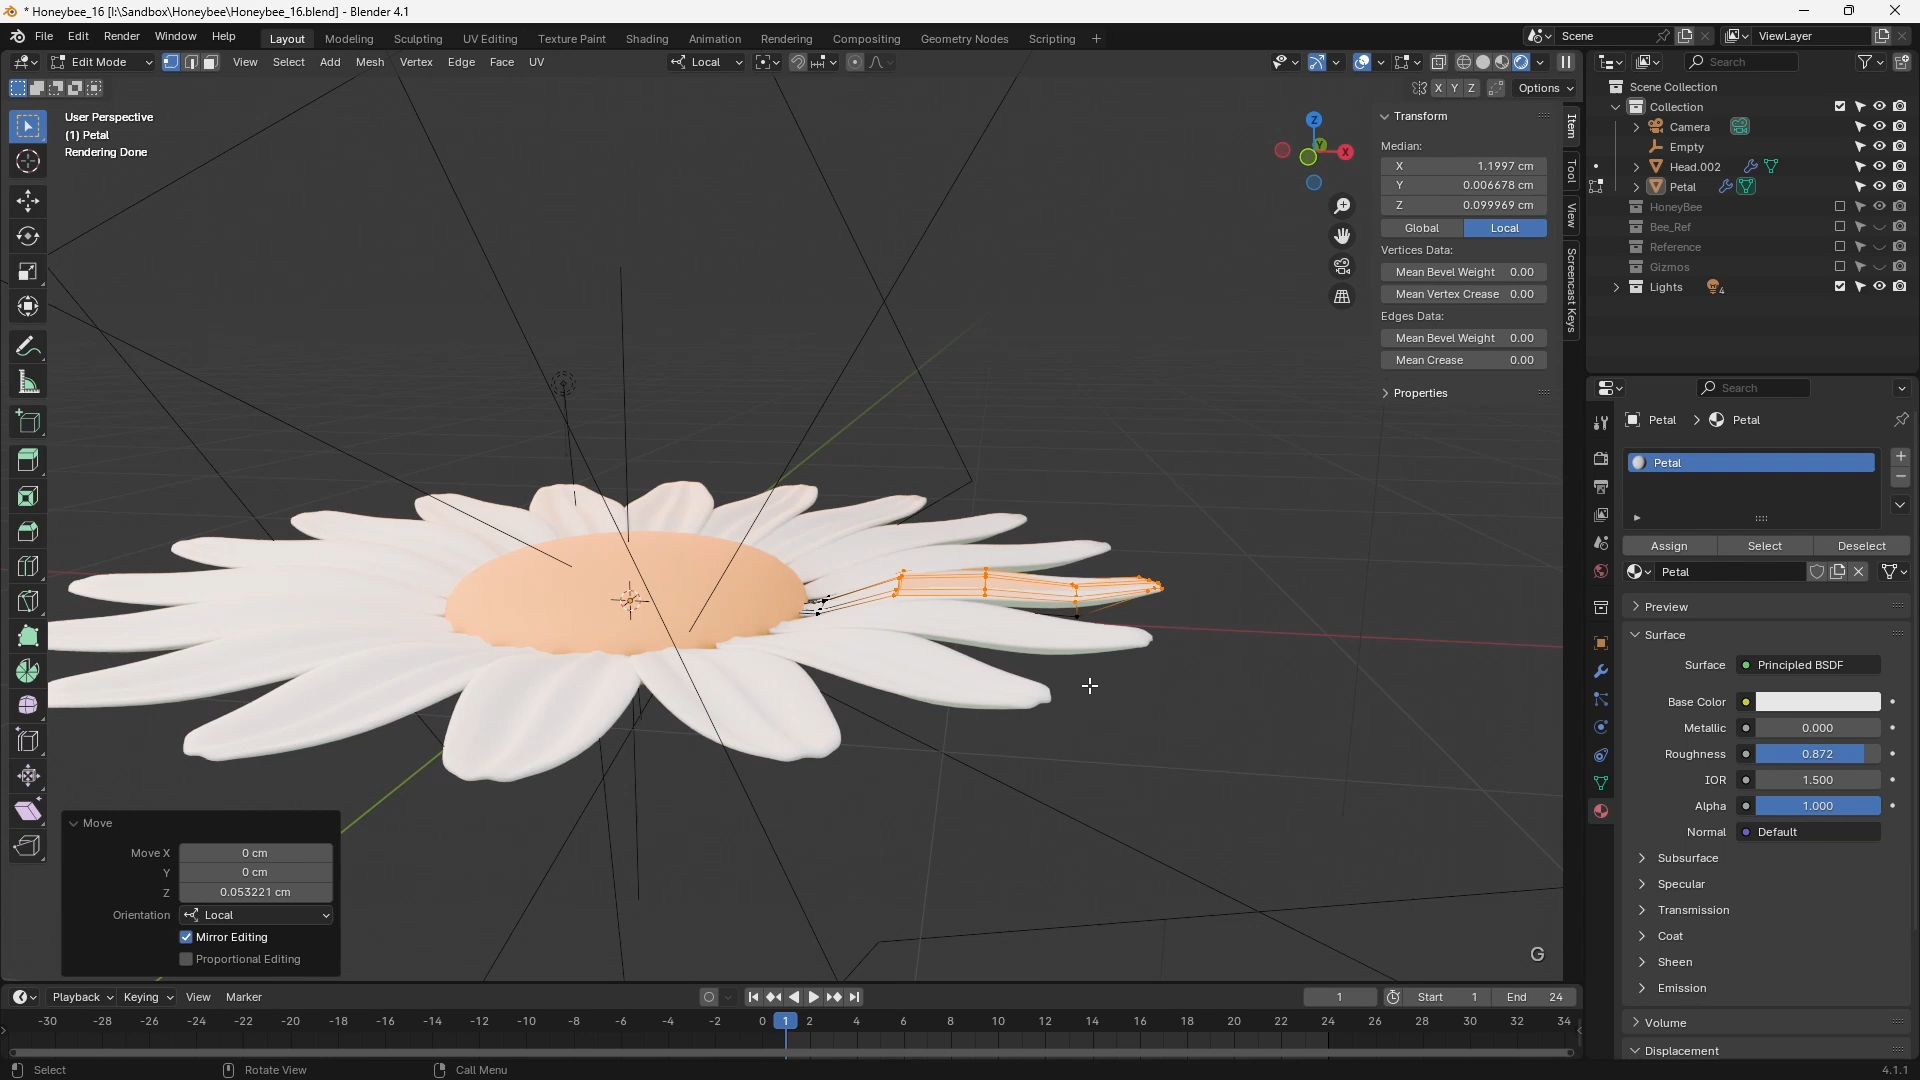 * Honeybee_16 [I:\Sandbox\Honeybee\Honeybee_16.blend] - Blender 4.1
File Edit Render Window Help
Layout Modeling Sculpting UV Editing Texture Paint Shading Animation Rendering Compositing Geometry Nodes Scripting +
Scene
ViewLayer
Edit Mode
View Select Add Mesh Vertex Edge Face UV
Local
Search
X Y Z
Options
User Perspective
(1) Petal
Rendering Done
Z
Y
X
Transform
Median:
X 1.1997 cm
Y 0.006678 cm
Z 0.099969 cm
Global Local
Vertices Data:
Mean Bevel Weight 0.00
Mean Vertex Crease 0.00
Edges Data:
Mean Bevel Weight 0.00
Mean Crease 0.00
Properties
Item
Tool
View
Screencast Keys
Scene Collection
Collection
Camera
Empty
Head.002
Petal
HoneyBee
Bee_Ref
Reference
Gizmos
Lights
4
Search
Petal > Petal
Petal
Assign Select Deselect
Petal
Preview
Surface
Surface Principled BSDF
Base Color
Metallic 0.000
Roughness 0.872
IOR 1.500
Alpha 1.000
Normal Default
Subsurface
Specular
Transmission
Coat
Sheen
Emission
Volume
Displacement
Move
Move X 0 cm
Y 0 cm
Z 0.053221 cm
Orientation Local
Mirror Editing
Proportional Editing
G
Playback Keying View Marker
1
Start 1
End 24
-30 -28 -26 -24 -22 -20 -18 -16 -14 -12 -10 -8 -6 -4 -2 0 1 2 4 6 8 10 12 14 16 18 20 22 24 26 28 30 32 34
Select
Rotate View
Call Menu
4.1.1